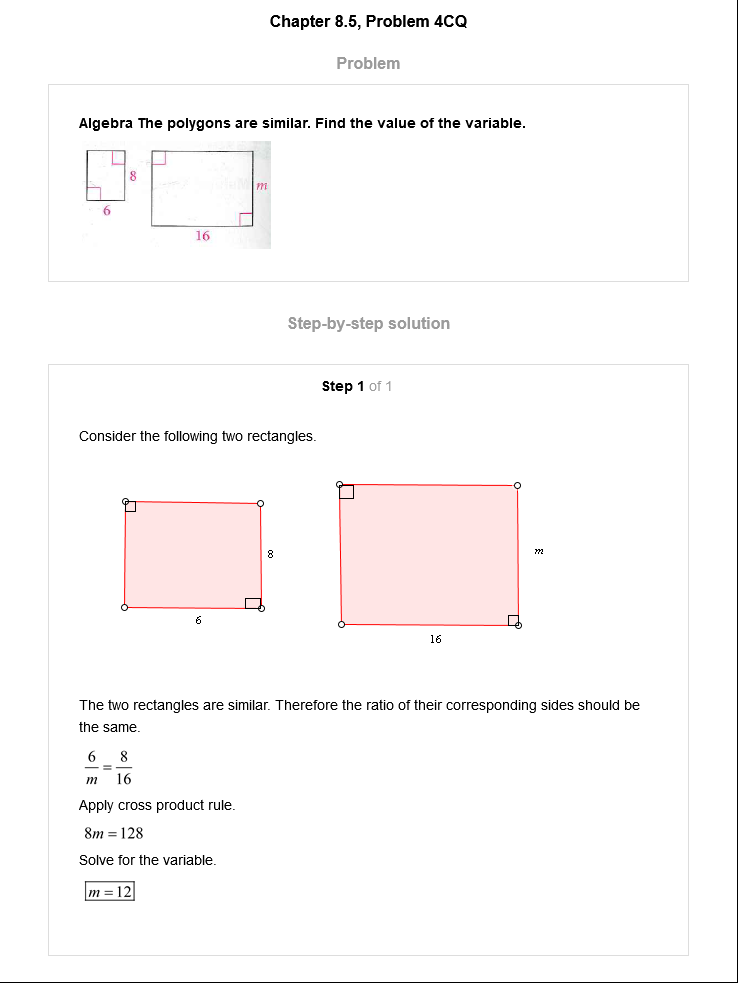 Chapter 8.5, Problem 4CQ
Problem
Algebra The polygons are similar. Find the value of the variable.
8
m
6
16
Step-by-step solution
Step 1 of 1
Consider the following two rectangles.
8
m
6
16
The two rectangles are similar. Therefore the ratio of their corresponding sides should be
the same.
6/m = 8/16
Apply cross product rule.
8m = 128
Solve for the variable.
m = 12